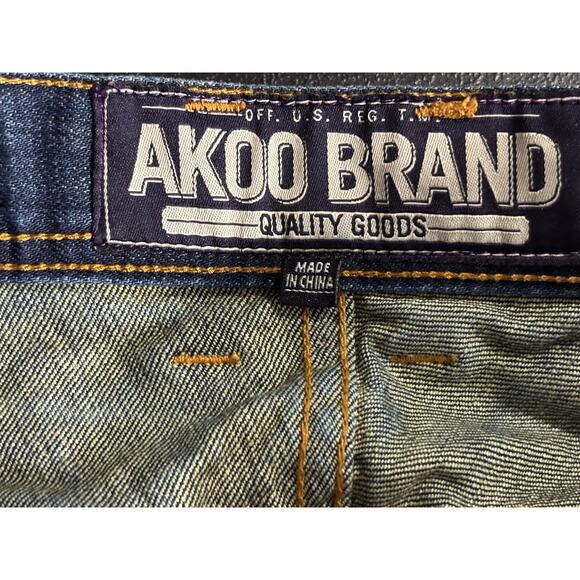 OFF. U.S. REG. T.M.
AKOO BRAND
QUALITY GOODS
MADE
IN CHINA